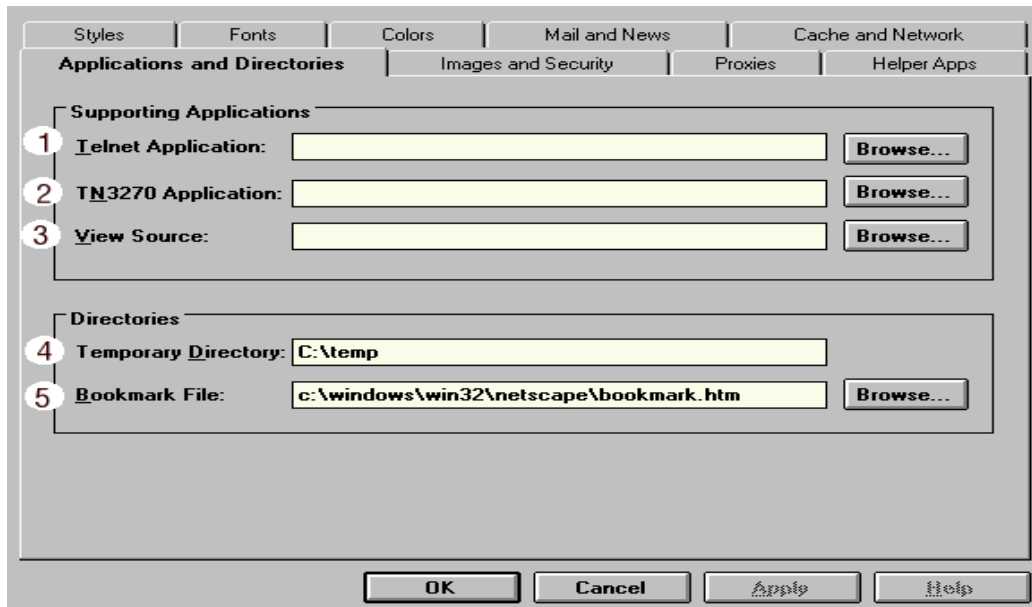 Styles Fonts Colors Mail and News Cache and Network
Applications and Directories Images and Security Proxies Helper Apps
Supporting Applications
1 Telnet Application: Browse...
2 TN3270 Application: Browse...
3 View Source: Browse...
Directories
4 Temporary Directory: C:\temp
5 Bookmark File: c:\windows\win32\netscape\bookmark.htm Browse...
OK Cancel Apply Help